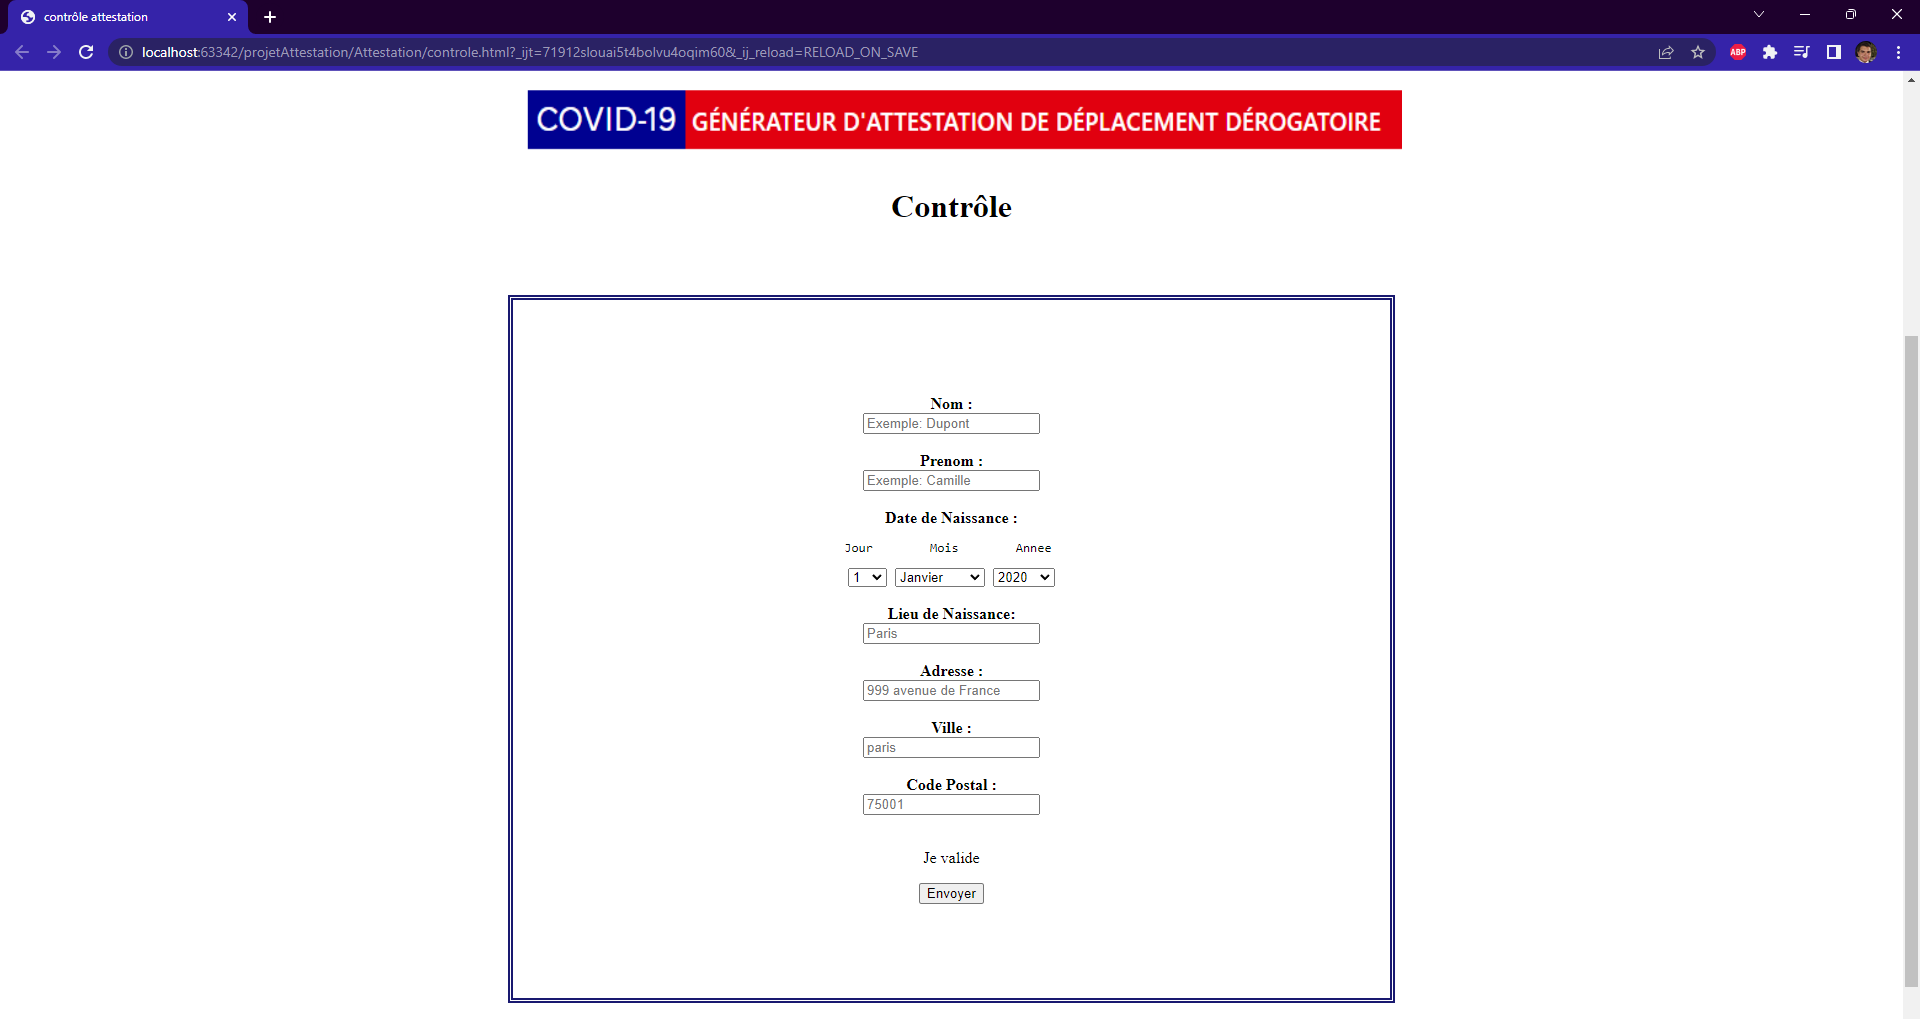 contrôle attestation
localhost:63342/projetAttestation/Attestation/controle.html?_ijt=71912slouai5t4bolvu4oqim60&_ij_reload=RELOAD_ON_SAVE
ABP
COVID-19 GÉNÉRATEUR D'ATTESTATION DE DÉPLACEMENT DÉROGATOIRE
Contrôle
Nom :
Exemple: Dupont
Prenom :
Exemple: Camille
Date de Naissance :
Jour Mois Annee
1 Janvier 2020
Lieu de Naissance:
Paris
Adresse :
999 avenue de France
Ville :
paris
Code Postal :
75001
Je valide
Envoyer